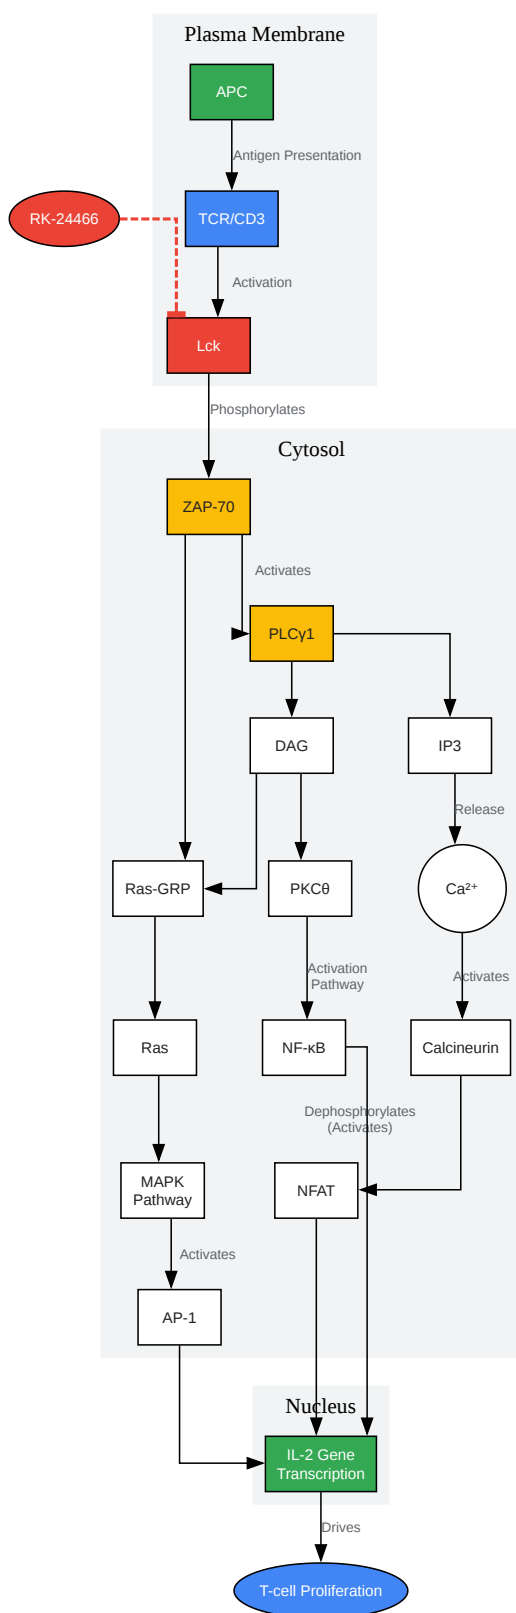 Plasma Membrane
APC
Antigen Presentation
RK-24466
TCR/CD3
Activation
Lck
Phosphorylates
Cytosol
ZAP-70
Activates
PLCγ1
DAG
IP3
Release
Ras-GRP
PKCθ
Ca²⁺
Activation
Pathway
Activates
Ras
NF-κB
Calcineurin
Dephosphorylates
(Activates)
MAPK
Pathway
NFAT
Activates
AP-1
Nucleus
IL-2 Gene
Transcription
Drives
T-cell Proliferation